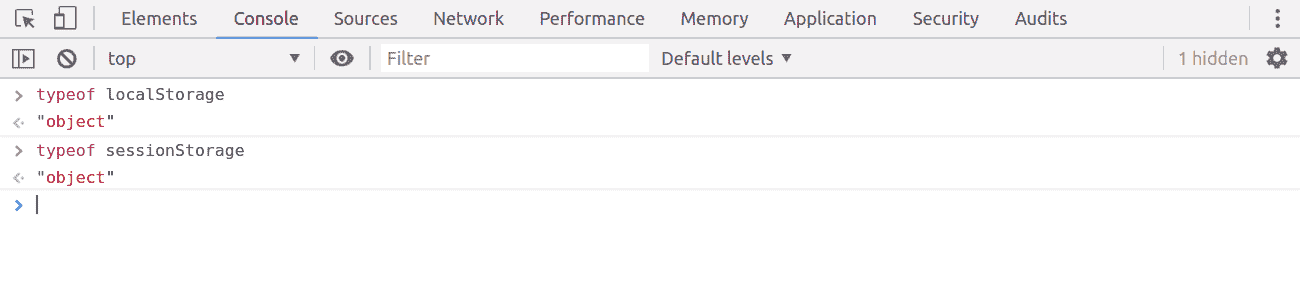 Elements Console Sources Network Performance Memory Application Security Audits
top Filter Default levels 1 hidden
typeof localStorage
"object"
typeof sessionStorage
"object"